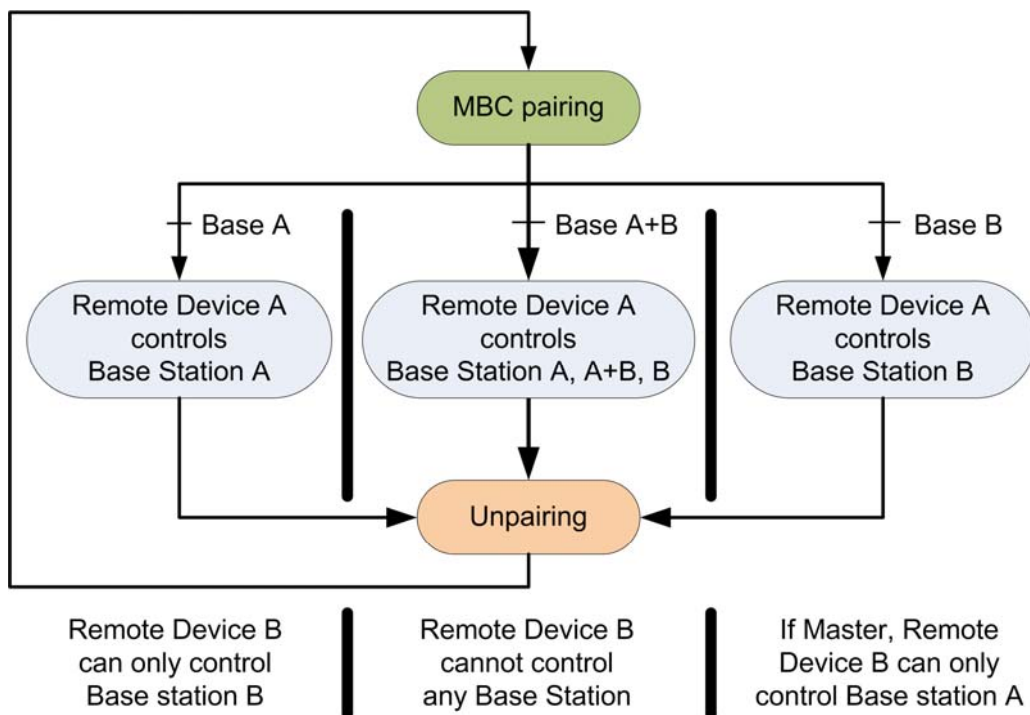 MBC pairing
Base A
Base A+B
Base B
Remote Device A
controls
Base Station A
Remote Device A
controls
Base Station A, A+B, B
Remote Device A
controls
Base Station B
Unpairing
Remote Device B
can only control
Base station B
Remote Device B
cannot control
any Base Station
If Master, Remote
Device B can only
control Base station A